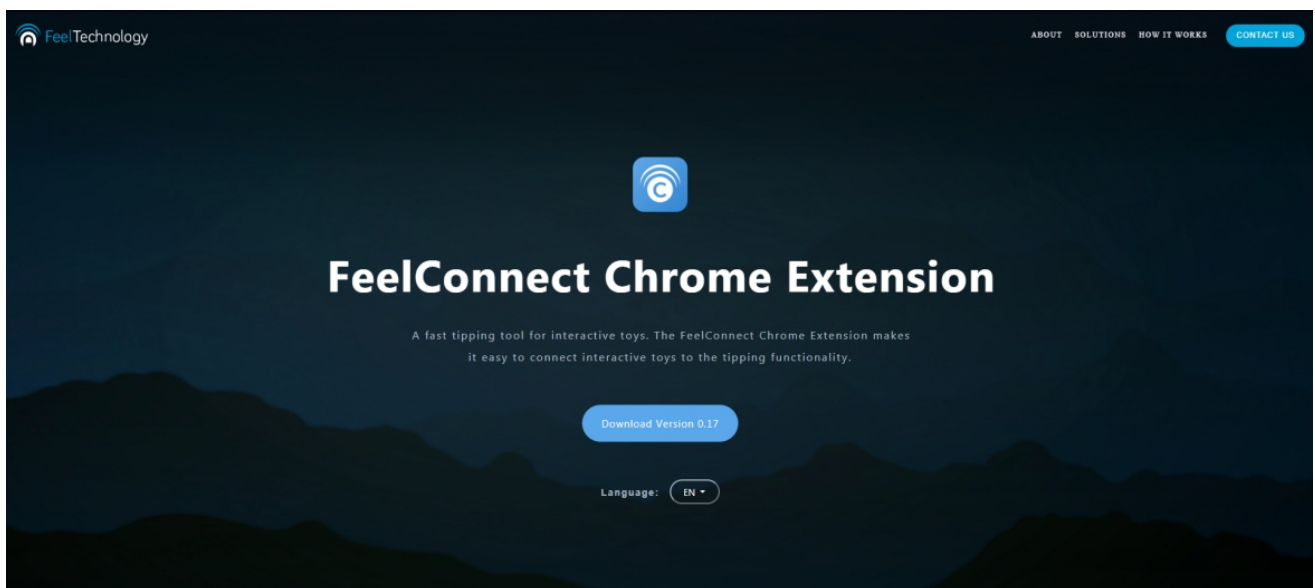 FeelTechnology
ABOUT SOLUTIONS HOW IT WORKS CONTACT US
C
FeelConnect Chrome Extension
A fast tipping tool for interactive toys. The FeelConnect Chrome Extension makes
it easy to connect interactive toys to the tipping functionality.
Download Version 0.17
Language: EN